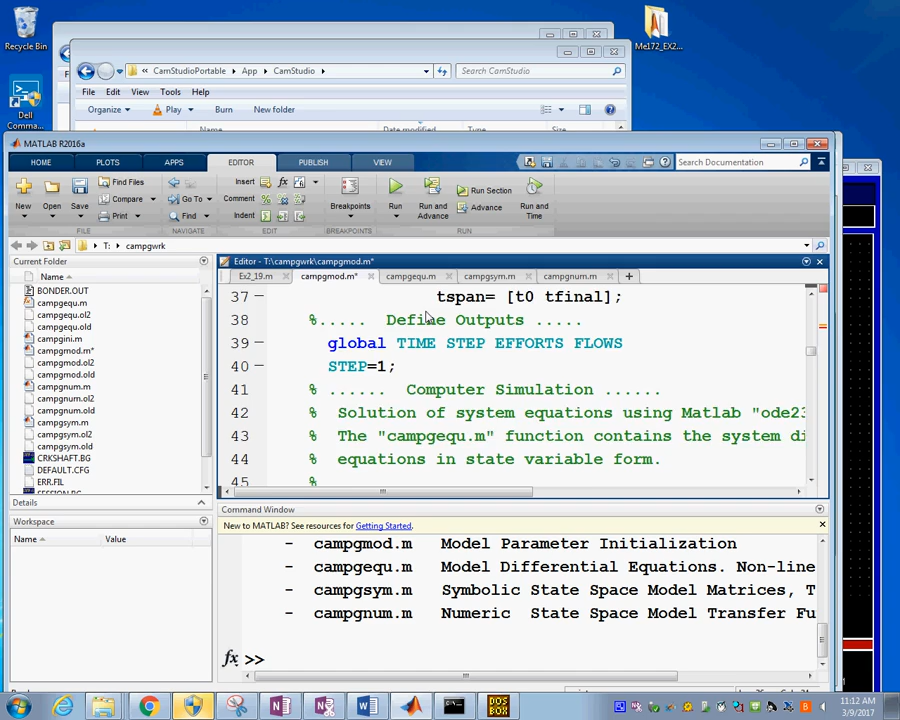 Recycle Bin
Dell
Comma...
Me172_EX2...
« CamStudioPortable ▸ App ▸ CamStudio ▸
Search CamStudio
File Edit View Tools Help
Organize Play Burn New folder
Name Date modified Type Size
MATLAB R2016a
HOME PLOTS APPS EDITOR PUBLISH VIEW
Search Documentation
Find Files
Compare
Print
New Open Save
FILE
Go To
Find
NAVIGATE
Insert
Comment
Indent
EDIT
Breakpoints
BREAKPOINTS
Run
Run and
Advance
Run Section
Advance
Run and
Time
RUN
T: ▸ campgwrk ▸
Current Folder
Name
BONDER.OUT
campgequ.m
campgequ.ol2
campgequ.old
campgini.m
campgmod.m*
campgmod.ol2
campgmod.old
campgnum.m
campgnum.ol2
campgnum.old
campgsym.m
campgsym.ol2
campgsym.old
CRKSHAFT.BG
DEFAULT.CFG
ERR.FIL
SESSION.BG
Details
Workspace
Name Value
Editor - T:\campgwrk\campgmod.m*
Ex2_19.m campgmod.m* campgequ.m campgsym.m campgnum.m
37 tspan= [t0 tfinal];
38 %..... Define Outputs .....
39 global TIME STEP EFFORTS FLOWS
40 STEP=1;
41 % ...... Computer Simulation ......
42 % Solution of system equations using Matlab "ode23
43 % The "campgequ.m" function contains the system di
44 % equations in state variable form.
45 %
Command Window
New to MATLAB? See resources for Getting Started.
- campgmod.m Model Parameter Initialization
- campgequ.m Model Differential Equations. Non-line
- campgsym.m Symbolic State Space Model Matrices, T
- campgnum.m Numeric State Space Model Transfer Fu
fx >>
DOS
BOX
11:12 AM
3/9/2017